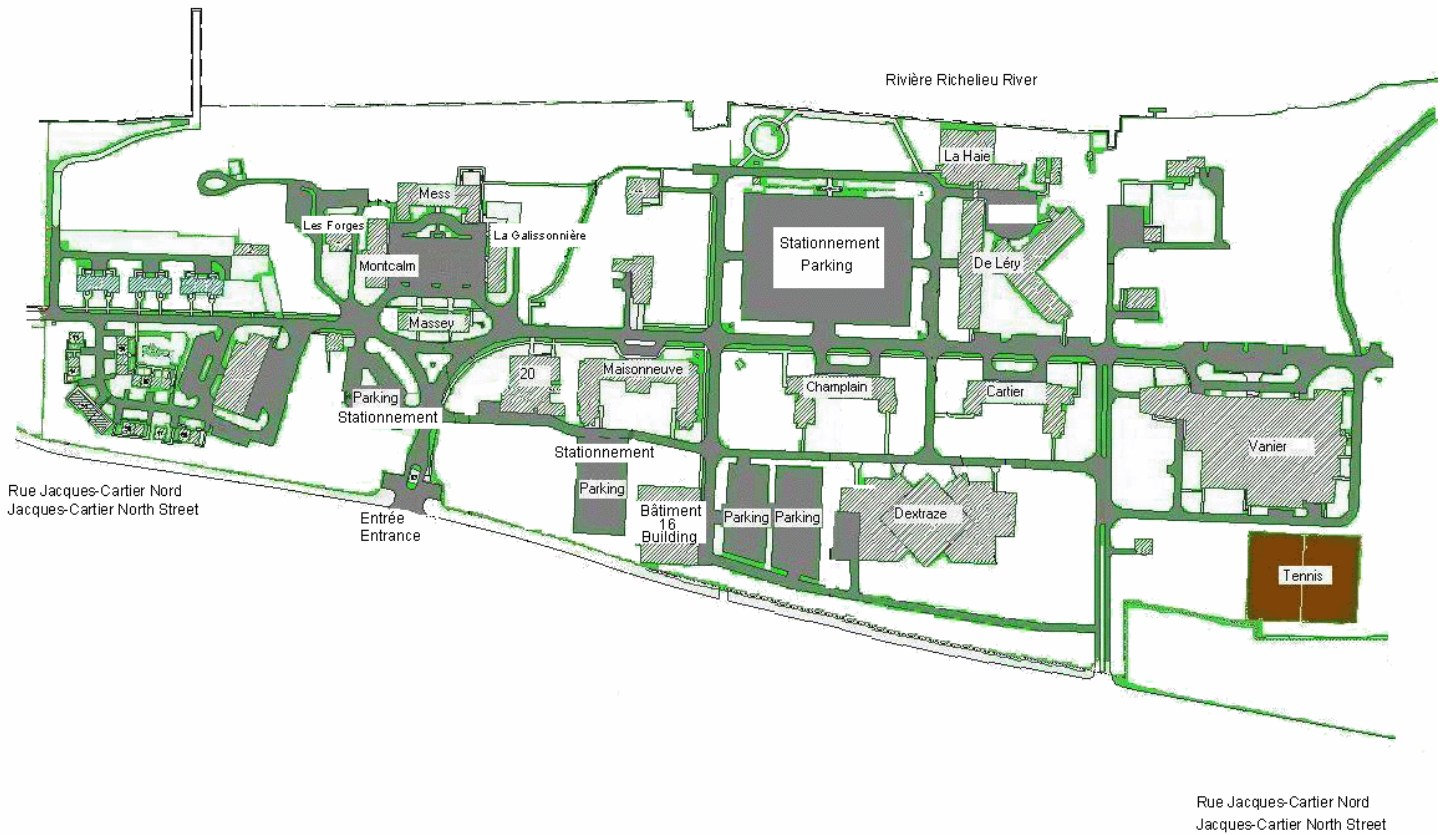 Rivière Richelieu River
La Haie
Mess
Les Forges
La Galissonnière
Stationnement
Parking
De Léry
Montcalm
Massey
20
Maisonneuve
Champlain
Cartier
Parking
Stationnement
Vanier
Stationnement
Parking
Rue Jacques-Cartier Nord
Jacques-Cartier North Street
Bâtiment
16
Building
Parking
Parking
Dextraze
Entrée
Entrance
Tennis
Rue Jacques-Cartier Nord
Jacques-Cartier North Street